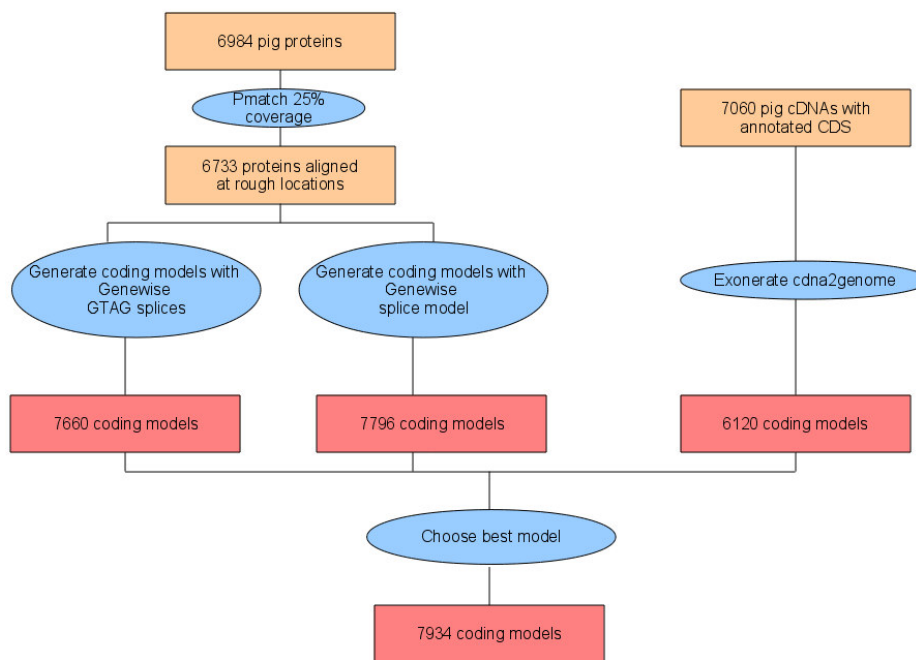 6984 pig proteins
Pmatch 25%
coverage
7060 pig cDNAs with
annotated CDS
6733 proteins aligned
at rough locations
Generate coding models with
Genewise
GTAG splices
Generate coding models with
Genewise
splice model
Exonerate cdna2genome
7660 coding models
7796 coding models
6120 coding models
Choose best model
7934 coding models